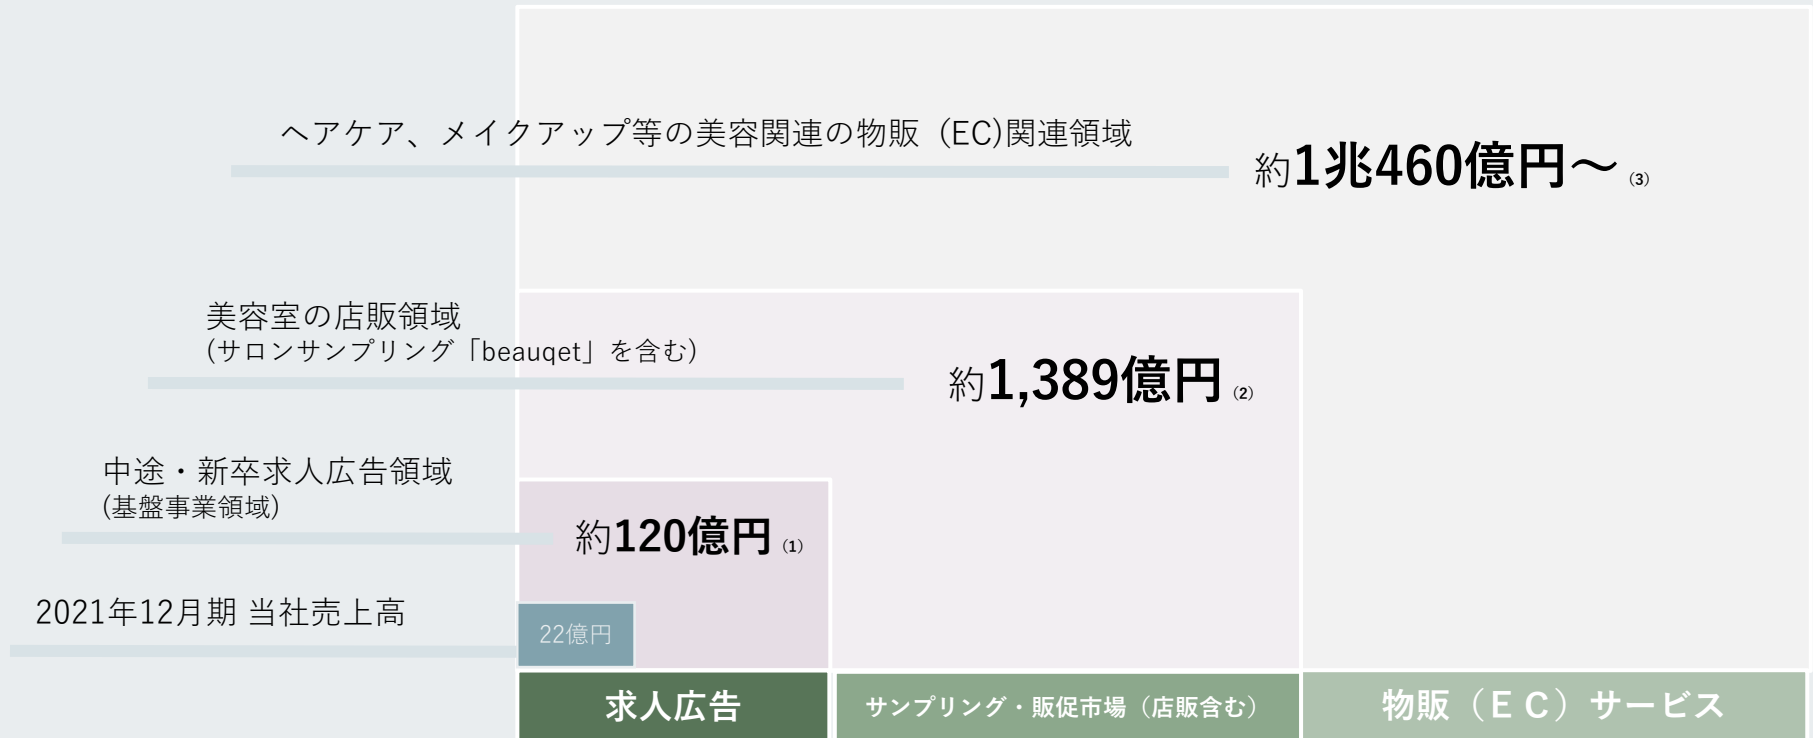 ヘアケア、メイクアップ等の美容関連の物販（EC)関連領域
約1兆460億円～（3）
美容室の店販領域
(サロンサンプリング「beauqet」を含む)
約1,389億円（2）
中途・新卒求人広告領域
(基盤事業領域)
約120億円（1）
2021年12月期 当社売上高
22億円
求人広告
サンプリング・販促市場（店販含む）
物販（ＥＣ）サービス